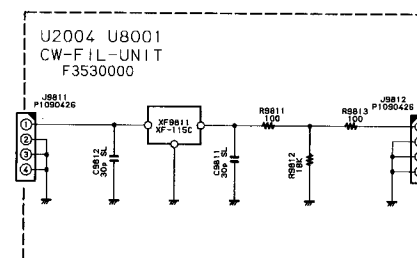 U2004 U8001
CW-FIL-UNIT
F3530000
J9811
P1090426
1
2
3
4
C9812
30p SL
XF9811
XF-115C
C9811
30p SL
R9811
100
R9812
18K
R9813
100
J9812
P1090426